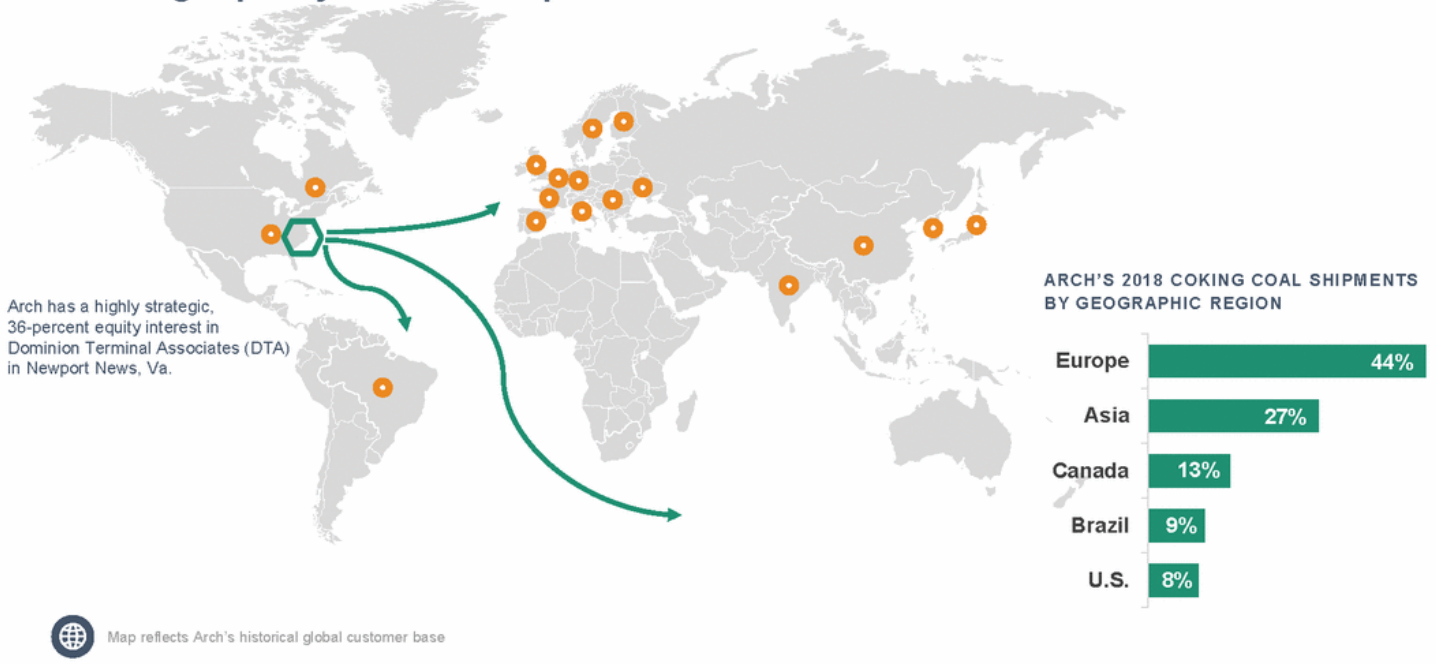 Arch has a highly strategic,
36-percent equity interest in
Dominion Terminal Associates (DTA)
in Newport News, Va.
ARCH'S 2018 COKING COAL SHIPMENTS
BY GEOGRAPHIC REGION
Europe 44%
Asia 27%
Canada 13%
Brazil 9%
U.S. 8%
Map reflects Arch's historical global customer base